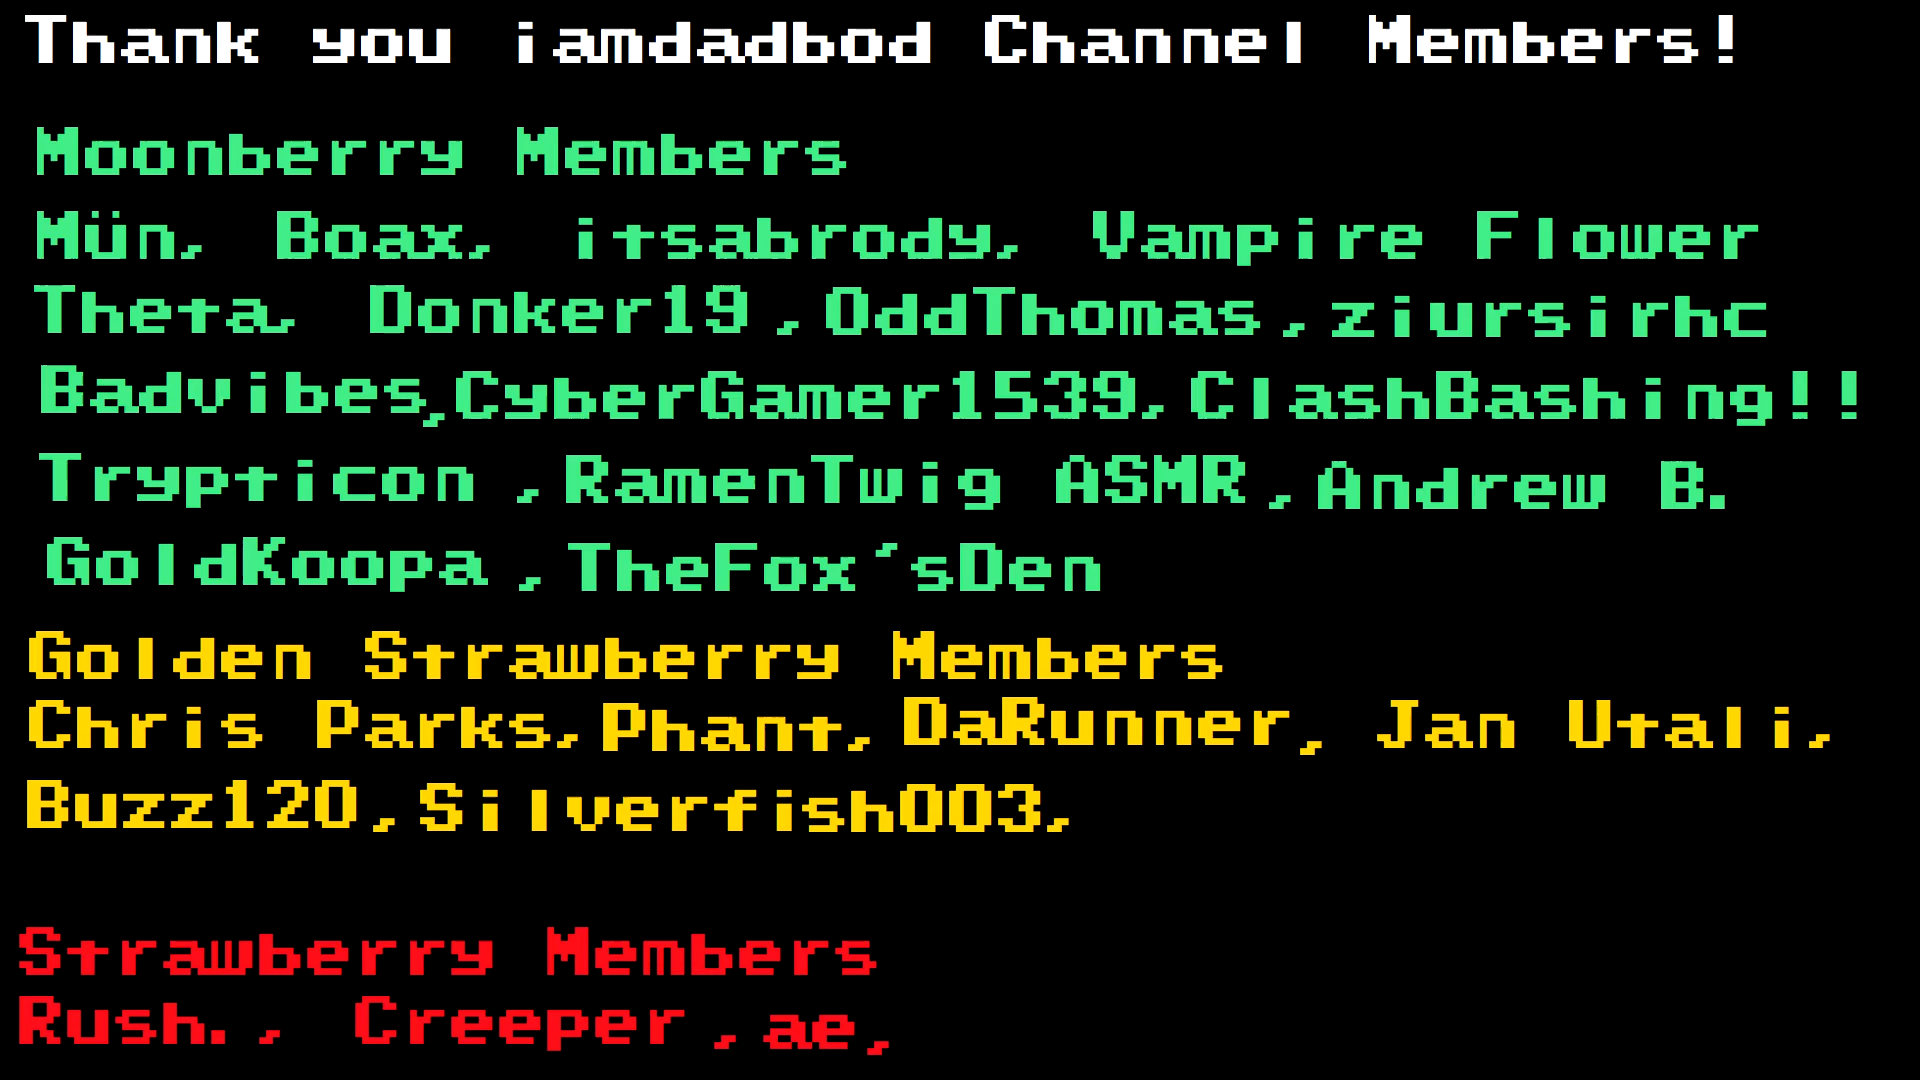 Thank you iamdadbod Channel Members!
Moonberry Members
Mün, Boax, itsabrody, Vampire Flower
Theta, Donker19 ,OddThomas,ziursirhc
Badvibes,CyberGamer1539,ClashBashing!!
Trypticon ,RamenTwig ASMR,Andrew B.
GoldKoopa ,TheFox´sDen
Golden Strawberry Members
Chris Parks,Phant, DaRunner, Jan Utali,
Buzz120,Silverfish003,
Strawberry Members
Rush., Creeper,ae,